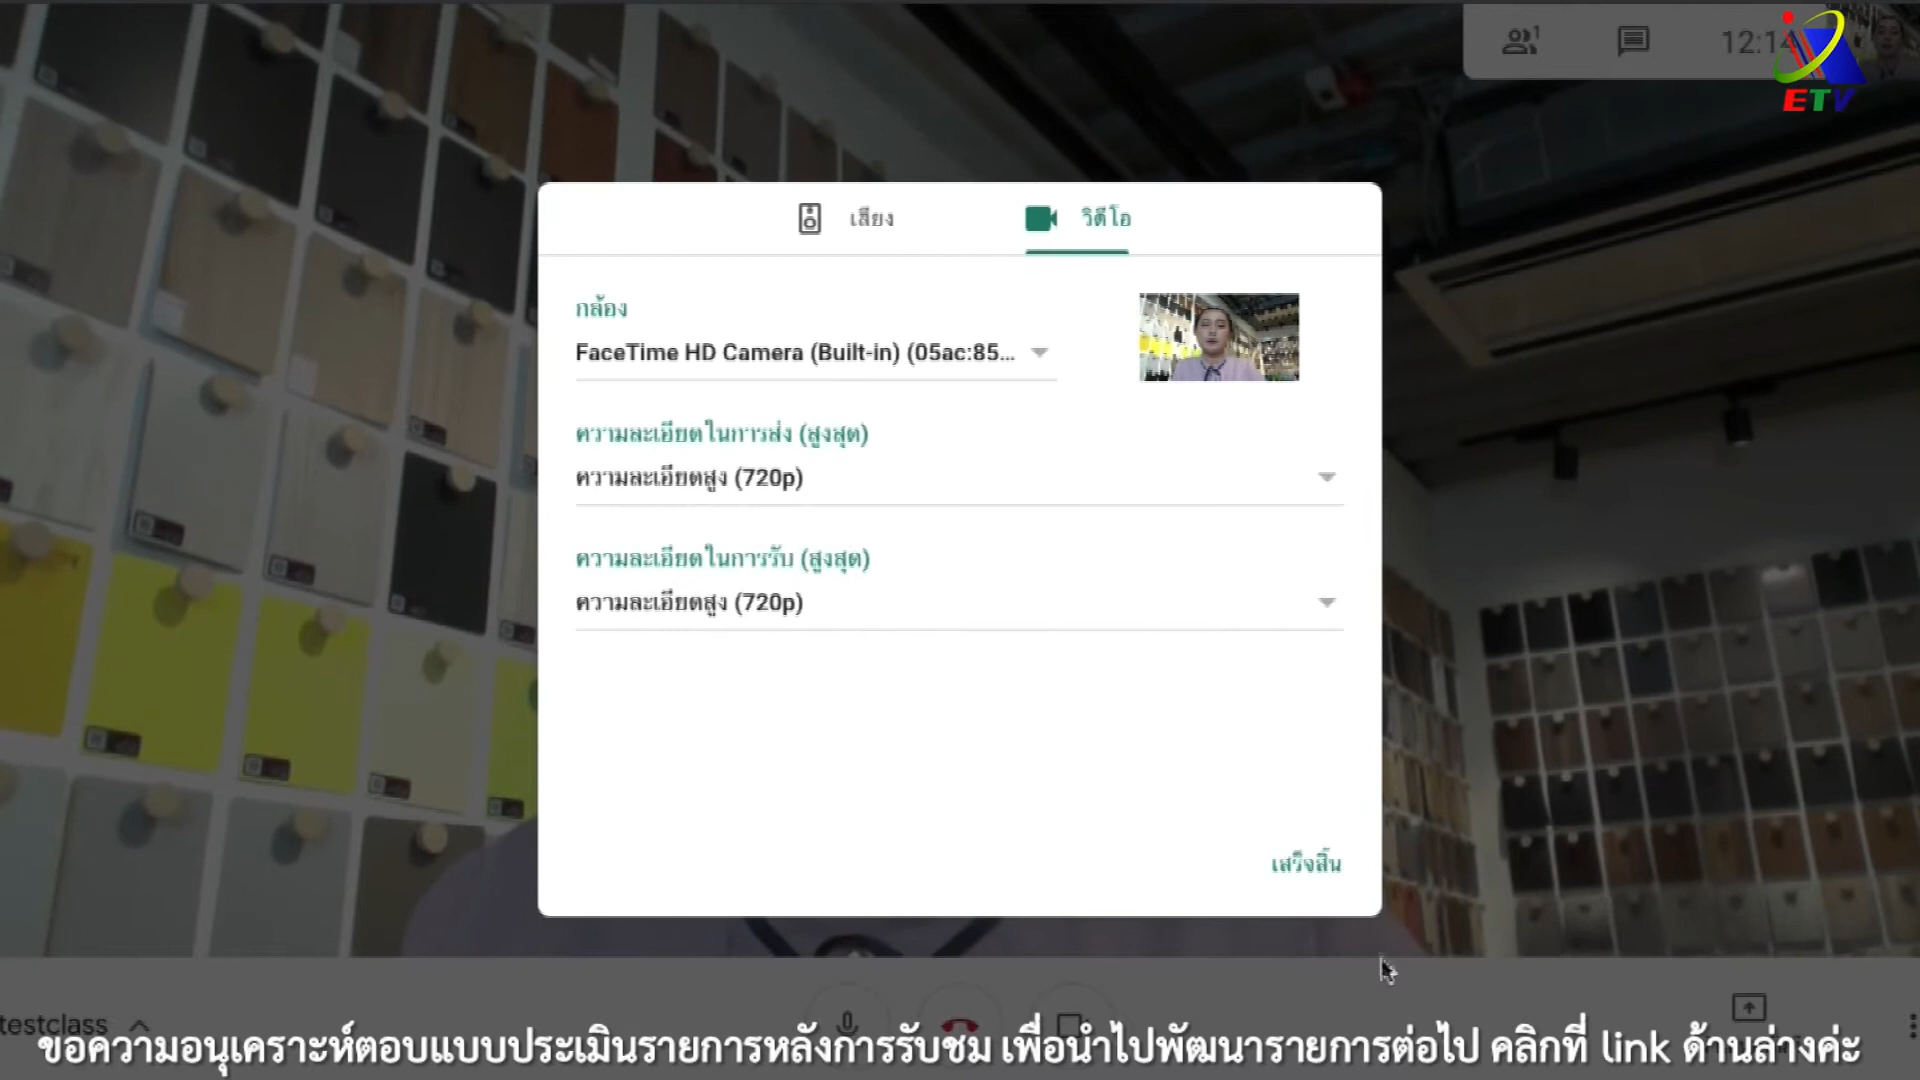 1
12:14
ETV
เสียง
วิดีโอ
กล้อง
FaceTime HD Camera (Built-in) (05ac:85...
ความละเอียดในการส่ง (สูงสุด)
ความละเอียดสูง (720p)
ความละเอียดในการรับ (สูงสุด)
ความละเอียดสูง (720p)
เสร็จสิ้น
testclass
ขอความอนุเคราะห์ตอบแบบประเมินรายการหลังการรับชม เพื่อนำไปพัฒนารายการต่อไป คลิกที่ link ด้านล่างค่ะ